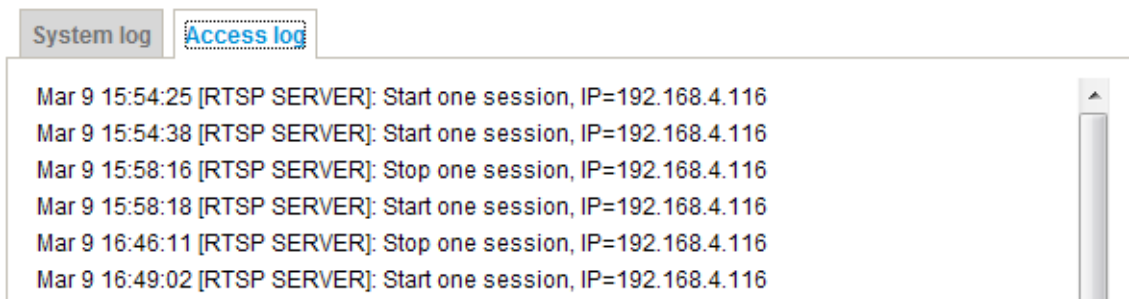 System log Access log
Mar 9 15:54:25 [RTSP SERVER]: Start one session, IP=192.168.4.116
Mar 9 15:54:38 [RTSP SERVER]: Start one session, IP=192.168.4.116
Mar 9 15:58:16 [RTSP SERVER]: Stop one session, IP=192.168.4.116
Mar 9 15:58:18 [RTSP SERVER]: Start one session, IP=192.168.4.116
Mar 9 16:46:11 [RTSP SERVER]: Stop one session, IP=192.168.4.116
Mar 9 16:49:02 [RTSP SERVER]: Start one session, IP=192.168.4.116